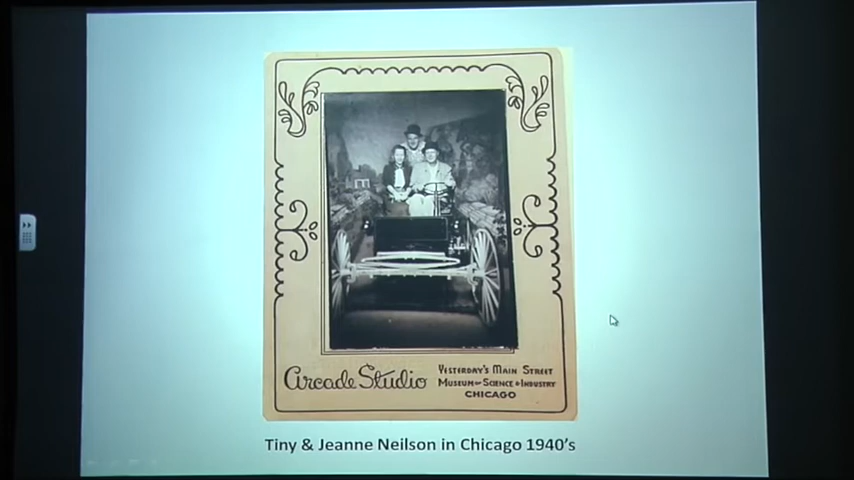 Arcade Studio
Yesterday's Main Street
Museum of Science & Industry
CHICAGO
Tiny & Jeanne Neilson in Chicago 1940's